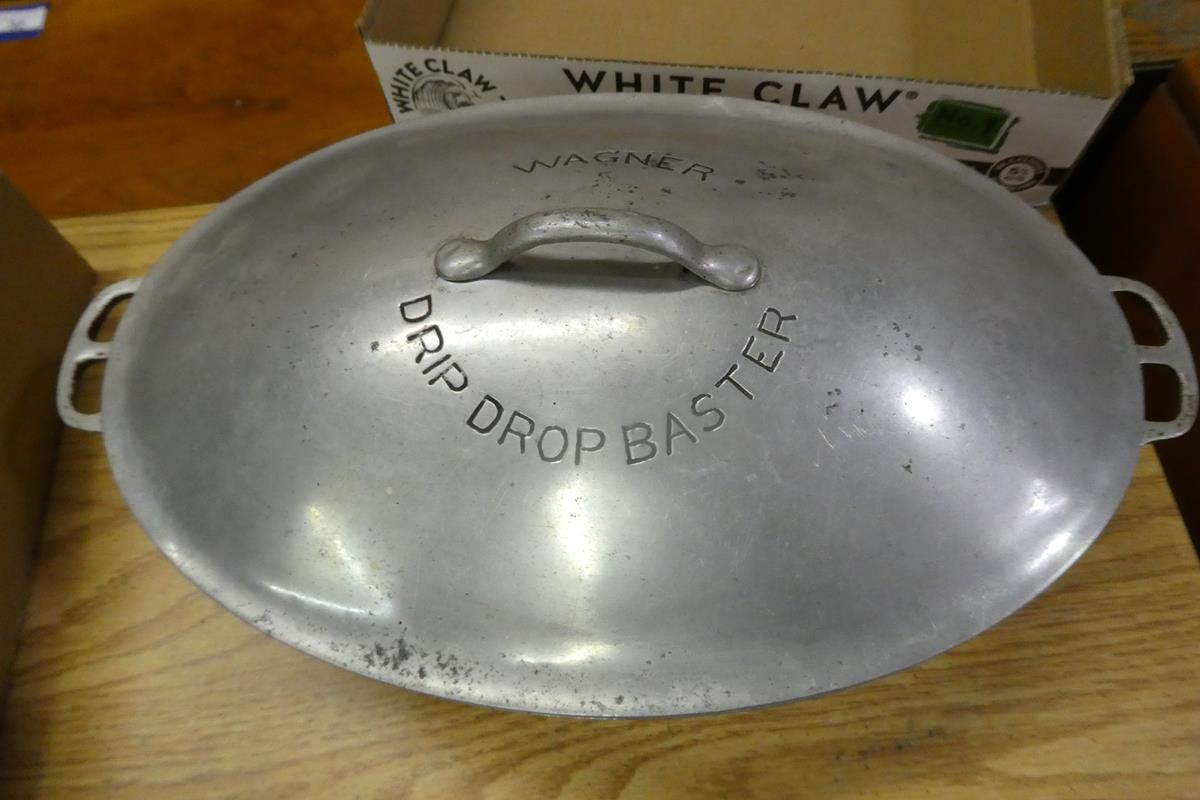 WHITE CLAW
WHITE CLAW®
No. 1
WAGNER
DRIP DROP BASTER